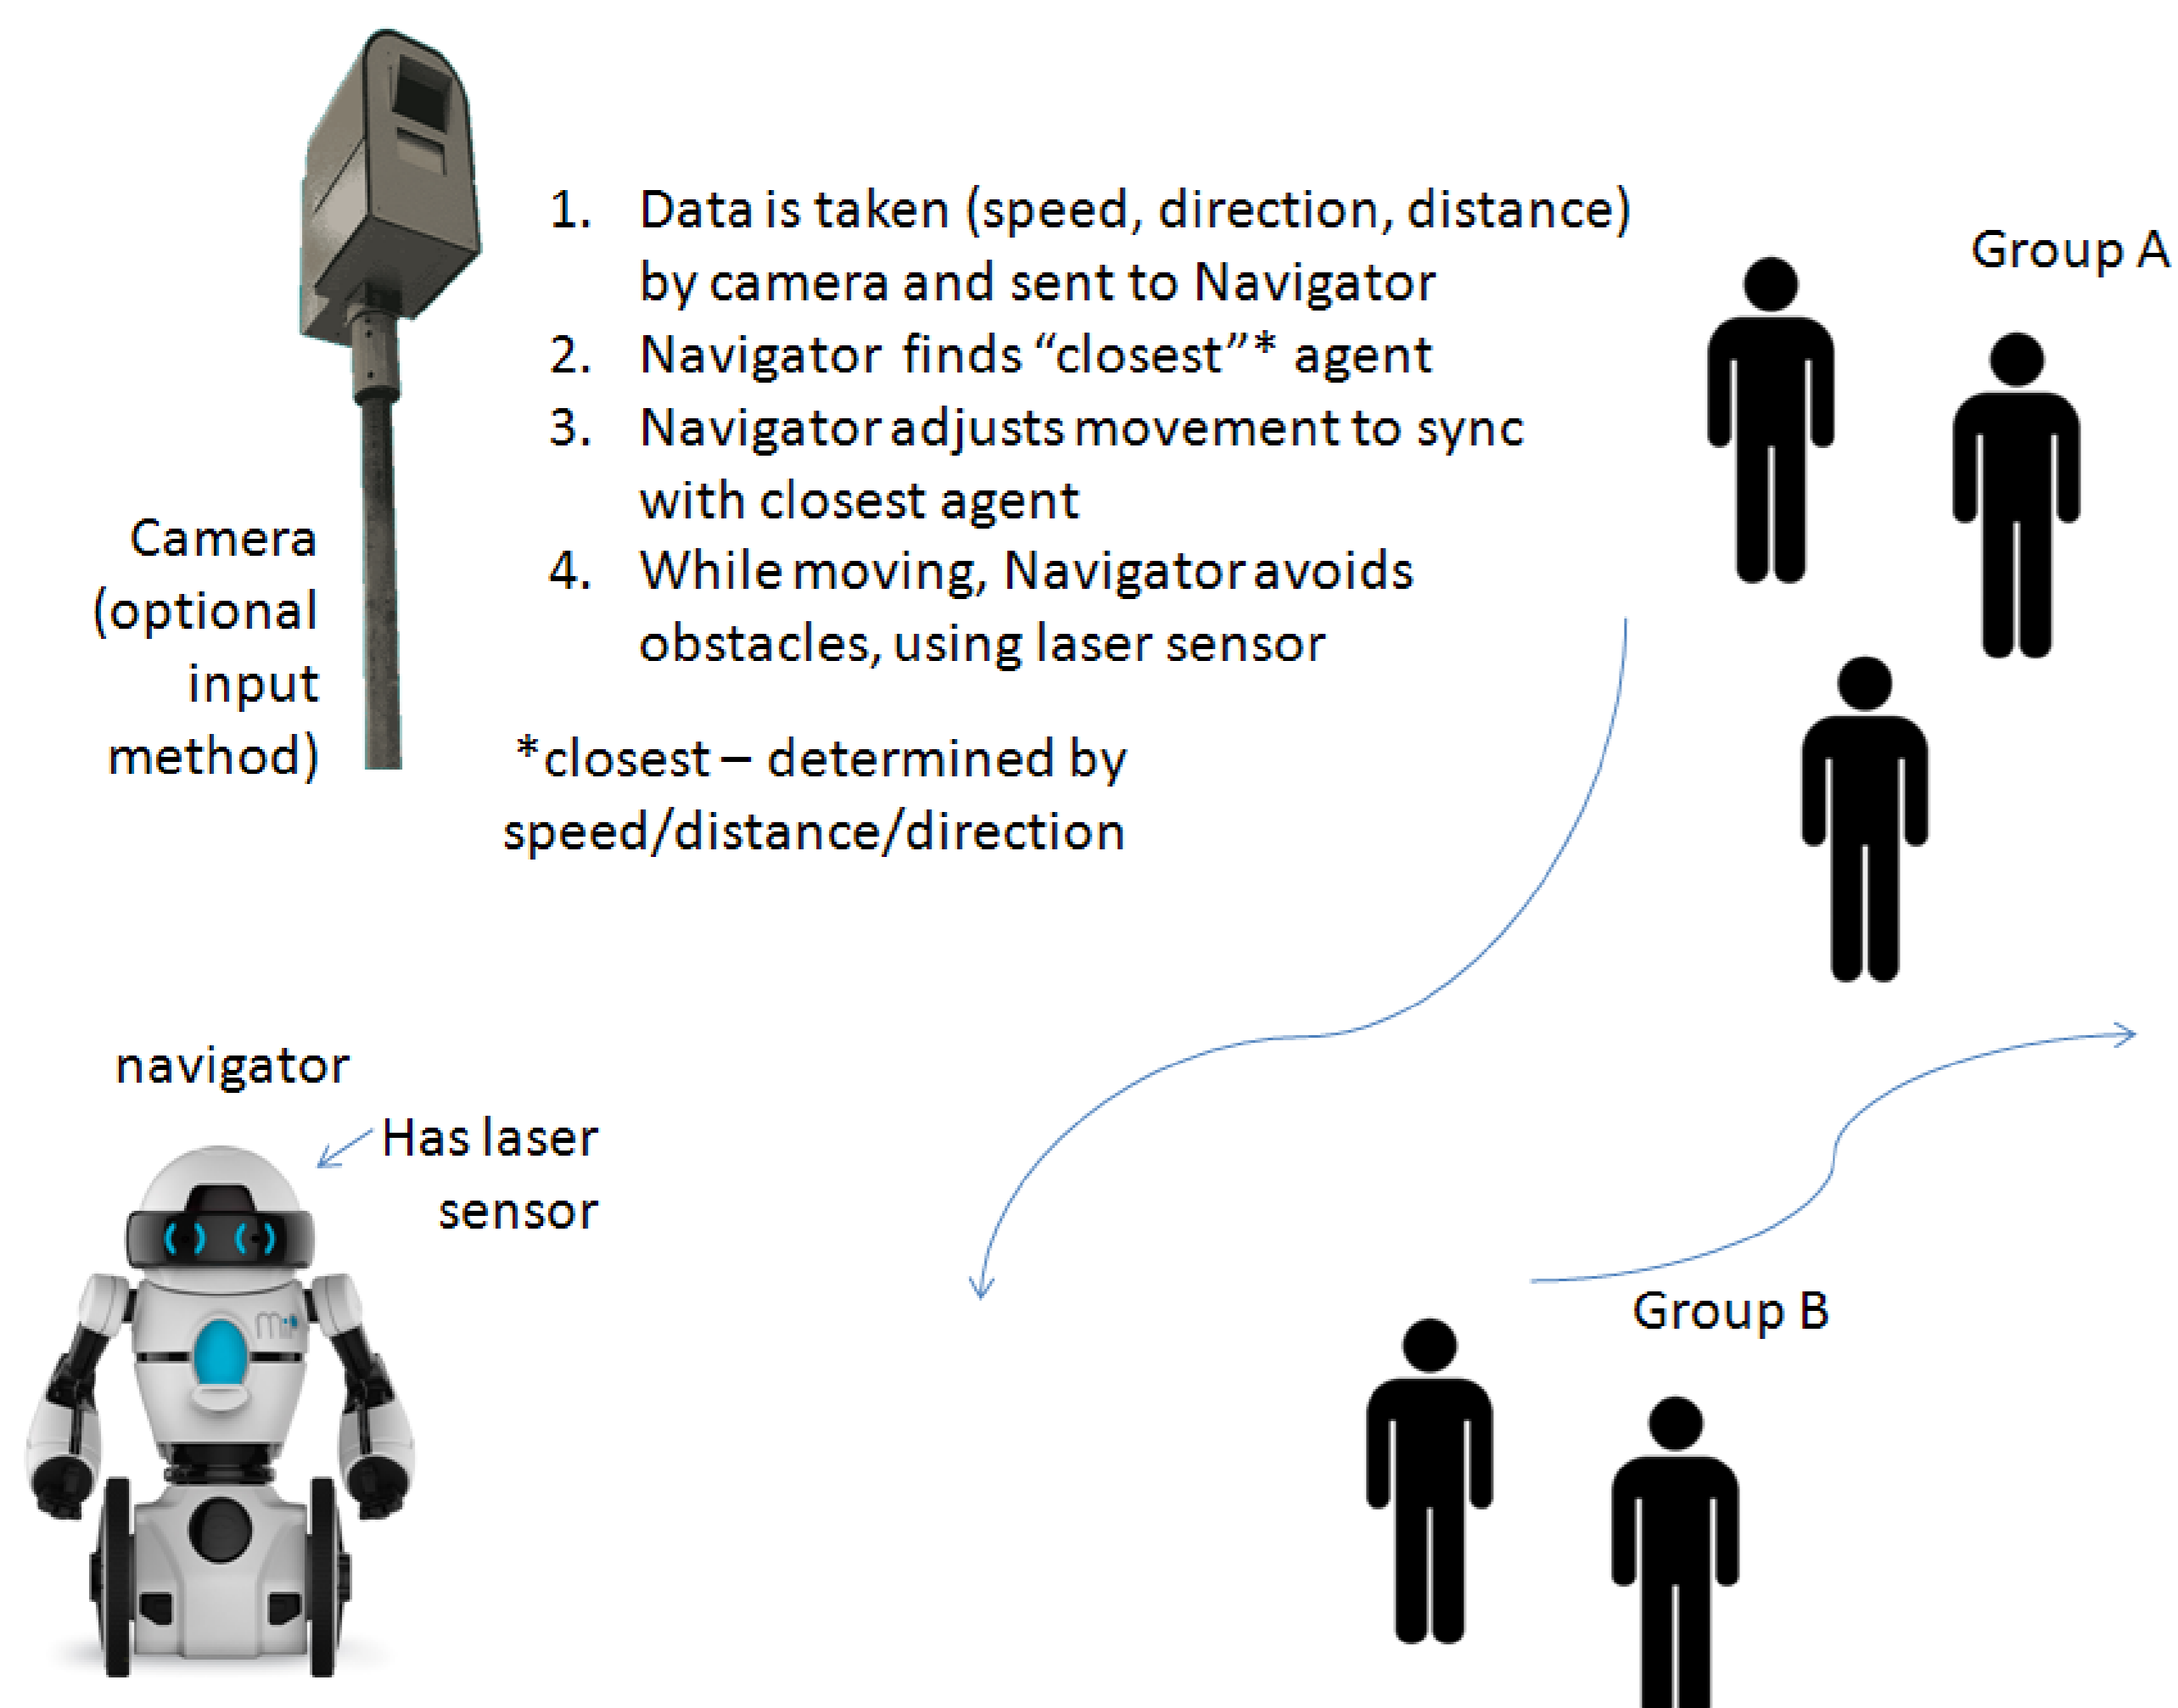 1. Data is taken (speed, direction, distance)
by camera and sent to Navigator
2. Navigator finds “closest”* agent
3. Navigator adjusts movement to sync
with closest agent
4. While moving, Navigator avoids
obstacles, using laser sensor
*closest – determined by
speed/distance/direction
Camera
(optional
input
method)
Group A
navigator
Has laser
sensor
mip
Group B